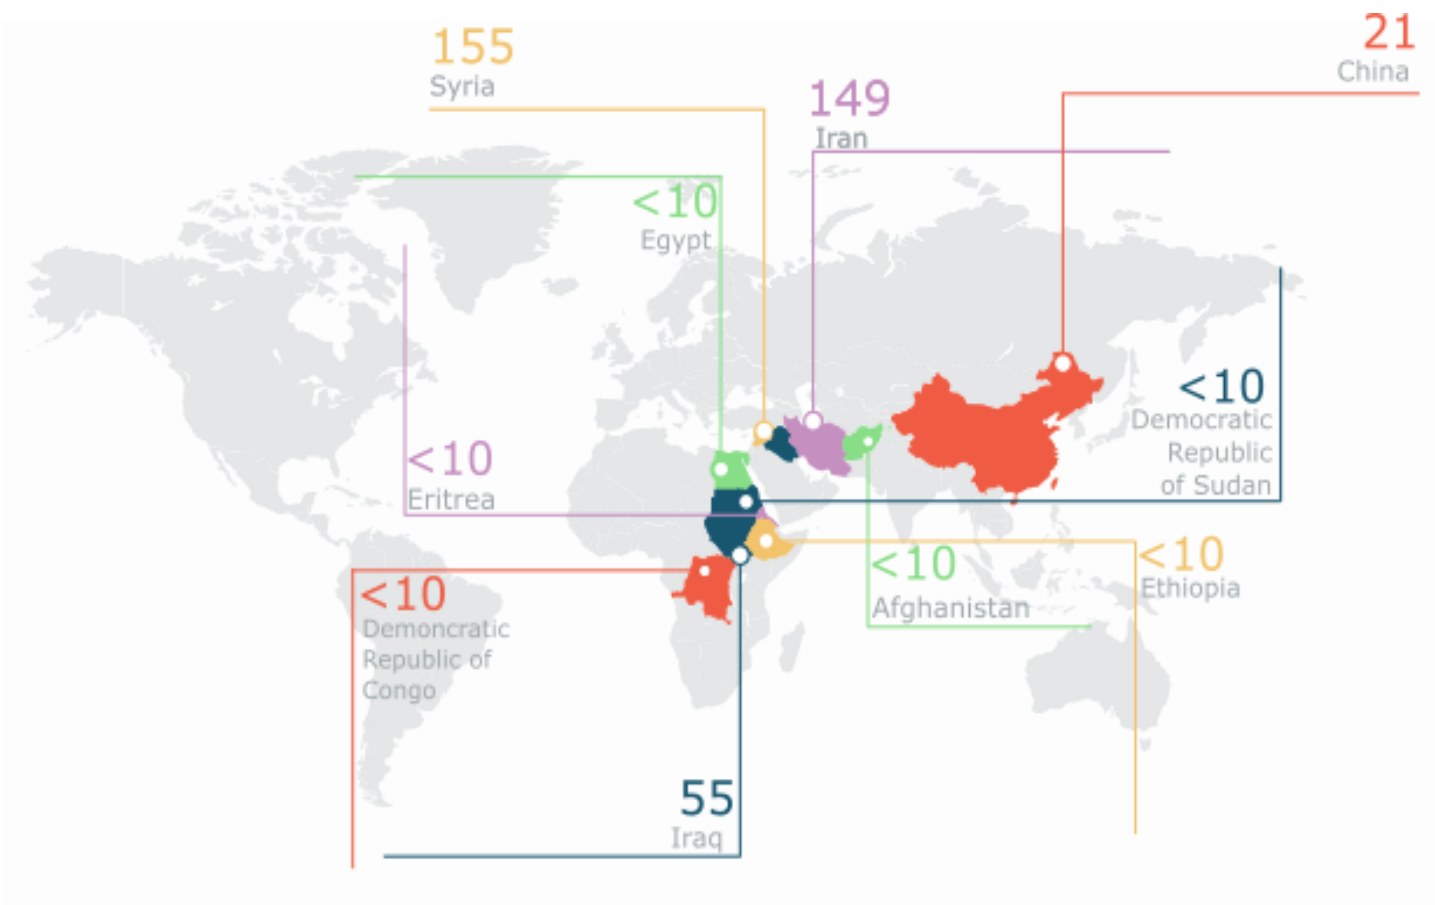 155
Syria
21
China
149
Iran
<10
Egypt
<10
Democratic
Republic
of Sudan
<10
Eritrea
<10
Ethiopia
<10
Afghanistan
<10
Demoncratic
Republic of
Congo
55
Iraq